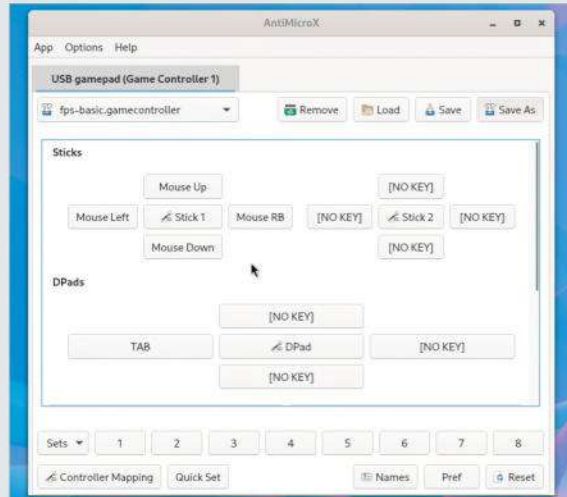 AntiMicroX
App Options Help
USB gamepad (Game Controller 1)
fps-basic.gamecontroller Remove Load Save Save As
Sticks
Mouse Up [NO KEY]
Mouse Left Stick 1 Mouse RB [NO KEY] Stick 2 [NO KEY]
Mouse Down [NO KEY]
DPads
[NO KEY]
TAB DPad [NO KEY]
[NO KEY]
Sets 1 2 3 4 5 6 7 8
Controller Mapping Quick Set Names Pref Reset